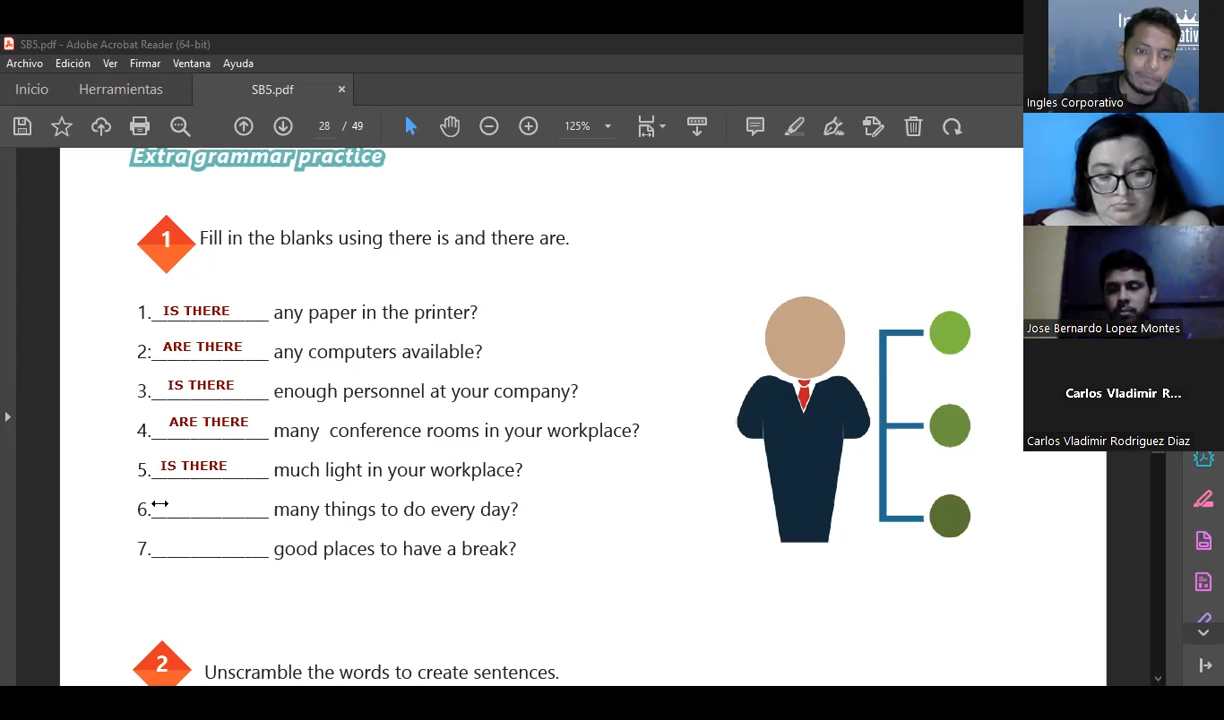 SB5.pdf - Adobe Acrobat Reader (64-bit)
Archivo Edición Ver Firmar Ventana Ayuda
Inicio Herramientas SB5.pdf ×
28 / 49 125%
Extra grammar practice
1 Fill in the blanks using there is and there are.
1. IS THERE any paper in the printer?
2. ARE THERE any computers available?
3. IS THERE enough personnel at your company?
4. ARE THERE many conference rooms in your workplace?
5. IS THERE much light in your workplace?
6.____________ many things to do every day?
7.____________ good places to have a break?
2 Unscramble the words to create sentences.
Ingles Corporativo
Jose Bernardo Lopez Montes
Carlos Vladimir R...
Carlos Vladimir Rodriguez Diaz